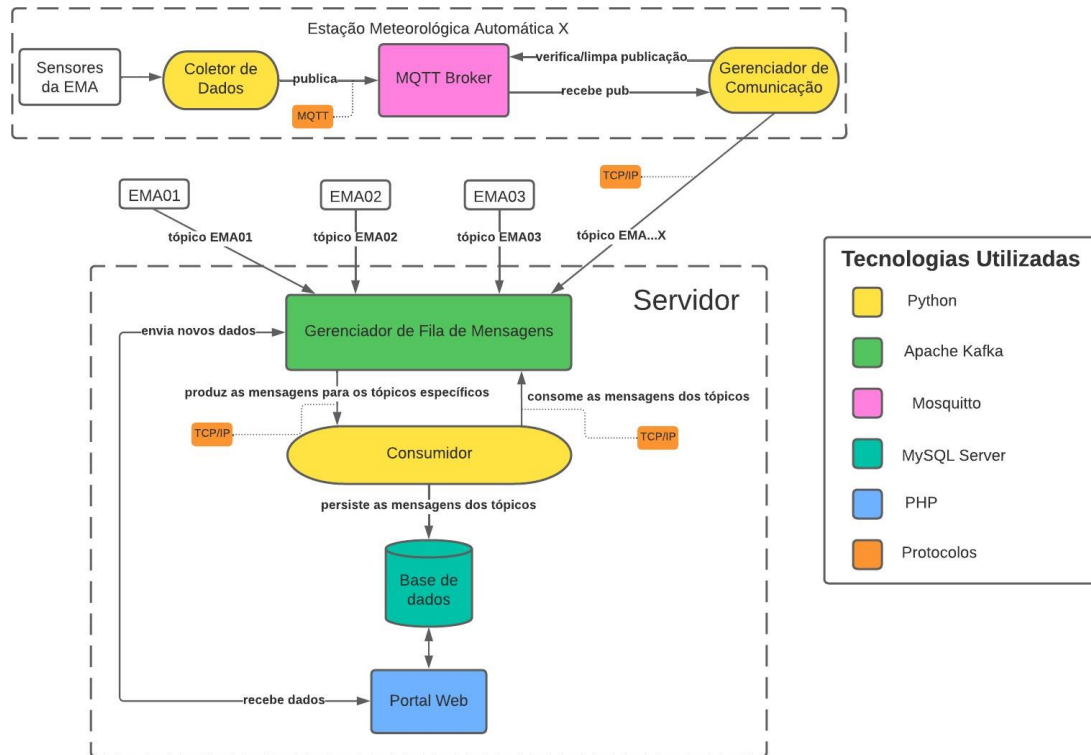 Estação Meteorológica Automática X
Sensores
da EMA
Coletor de
Dados
publica
MQTT
MQTT Broker
verifica/limpa publicação
recebe pub
Gerenciador de
Comunicação
TCP/IP
EMA01
EMA02
EMA03
tópico EMA01
tópico EMA02
tópico EMA03
tópico EMA...X
Servidor
Gerenciador de Fila de Mensagens
envia novos dados
produz as mensagens para os tópicos específicos
consome as mensagens dos tópicos
TCP/IP
TCP/IP
Consumidor
persiste as mensagens dos tópicos
Base de
dados
recebe dados
Portal Web
Tecnologias Utilizadas
Python
Apache Kafka
Mosquitto
MySQL Server
PHP
Protocolos